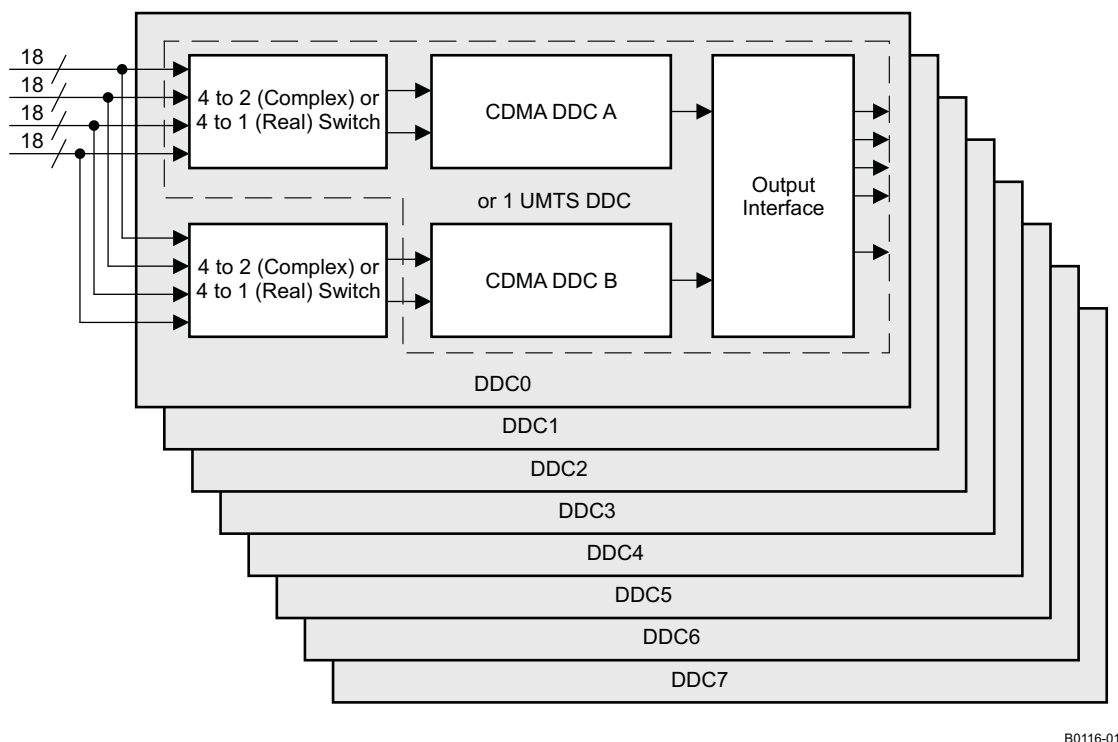 18
18
18
18
4 to 2 (Complex) or
4 to 1 (Real) Switch
CDMA DDC A
or 1 UMTS DDC
Output
Interface
4 to 2 (Complex) or
4 to 1 (Real) Switch
CDMA DDC B
DDC0
DDC1
DDC2
DDC3
DDC4
DDC5
DDC6
DDC7
B0116-01